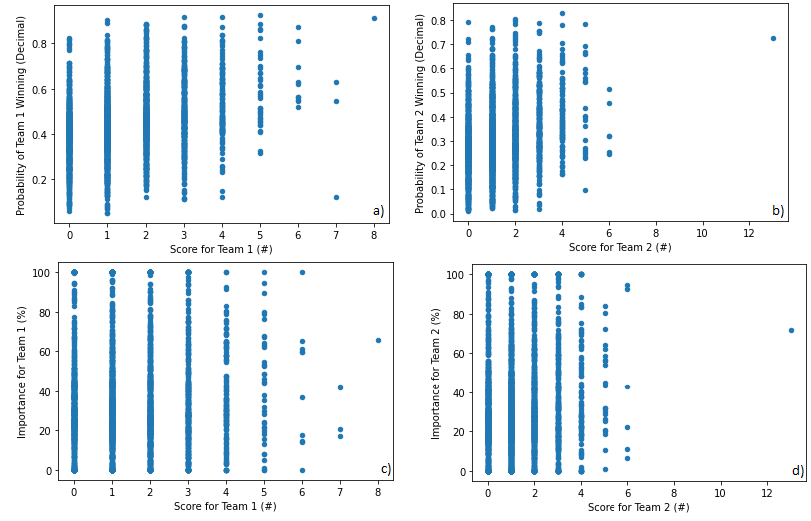 Probability of Team 1 Winning (Decimal)
0.8
0.6
0.4
0.2
0 1 2 3 4 5 6 7 8
Score for Team 1 (#)
a)
Probability of Team 2 Winning (Decimal)
0.8
0.7
0.6
0.5
0.4
0.3
0.2
0.1
0.0
0 2 4 6 8 10 12
Score for Team 2 (#)
b)
Importance for Team 1 (%)
100
80
60
40
20
0
0 1 2 3 4 5 6 7 8
Score for Team 1 (#)
c)
Importance for Team 2 (%)
100
80
60
40
20
0
0 2 4 6 8 10 12
Score for Team 2 (#)
d)